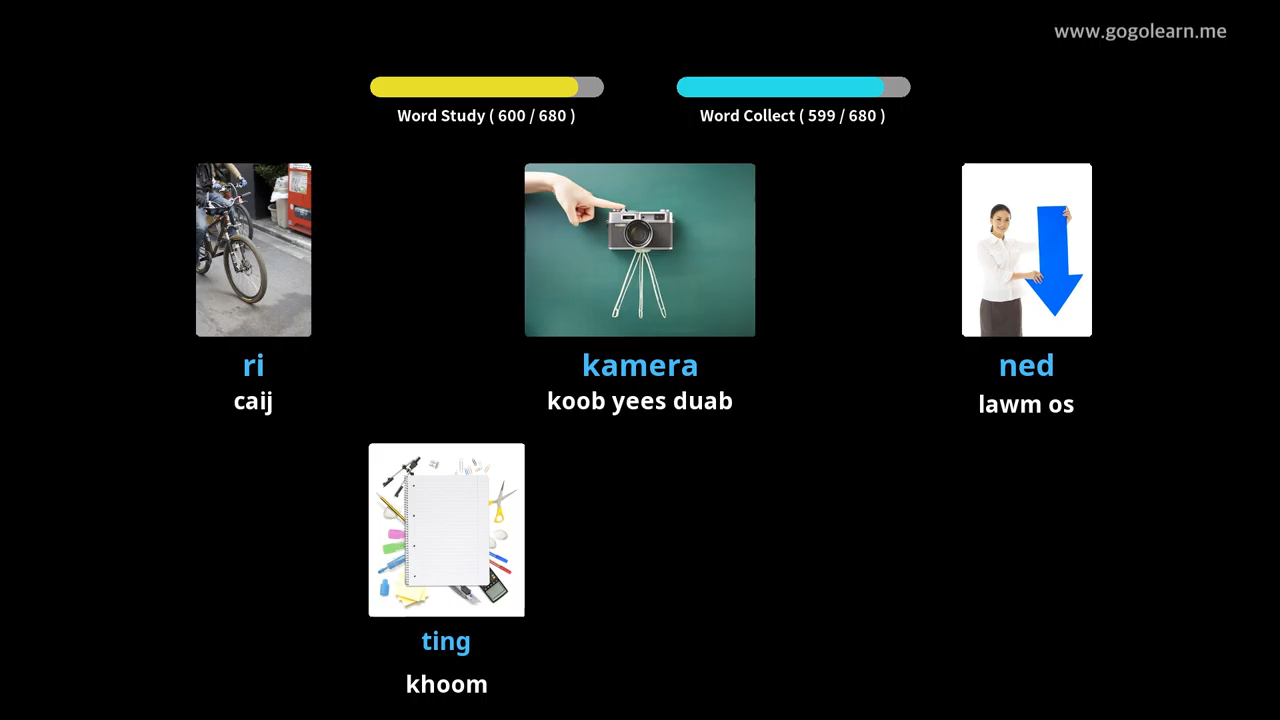 www.gogolearn.me
Word Study ( 600 / 680 )
Word Collect ( 599 / 680 )
ri
caij
kamera
koob yees duab
ned
lawm os
ting
khoom